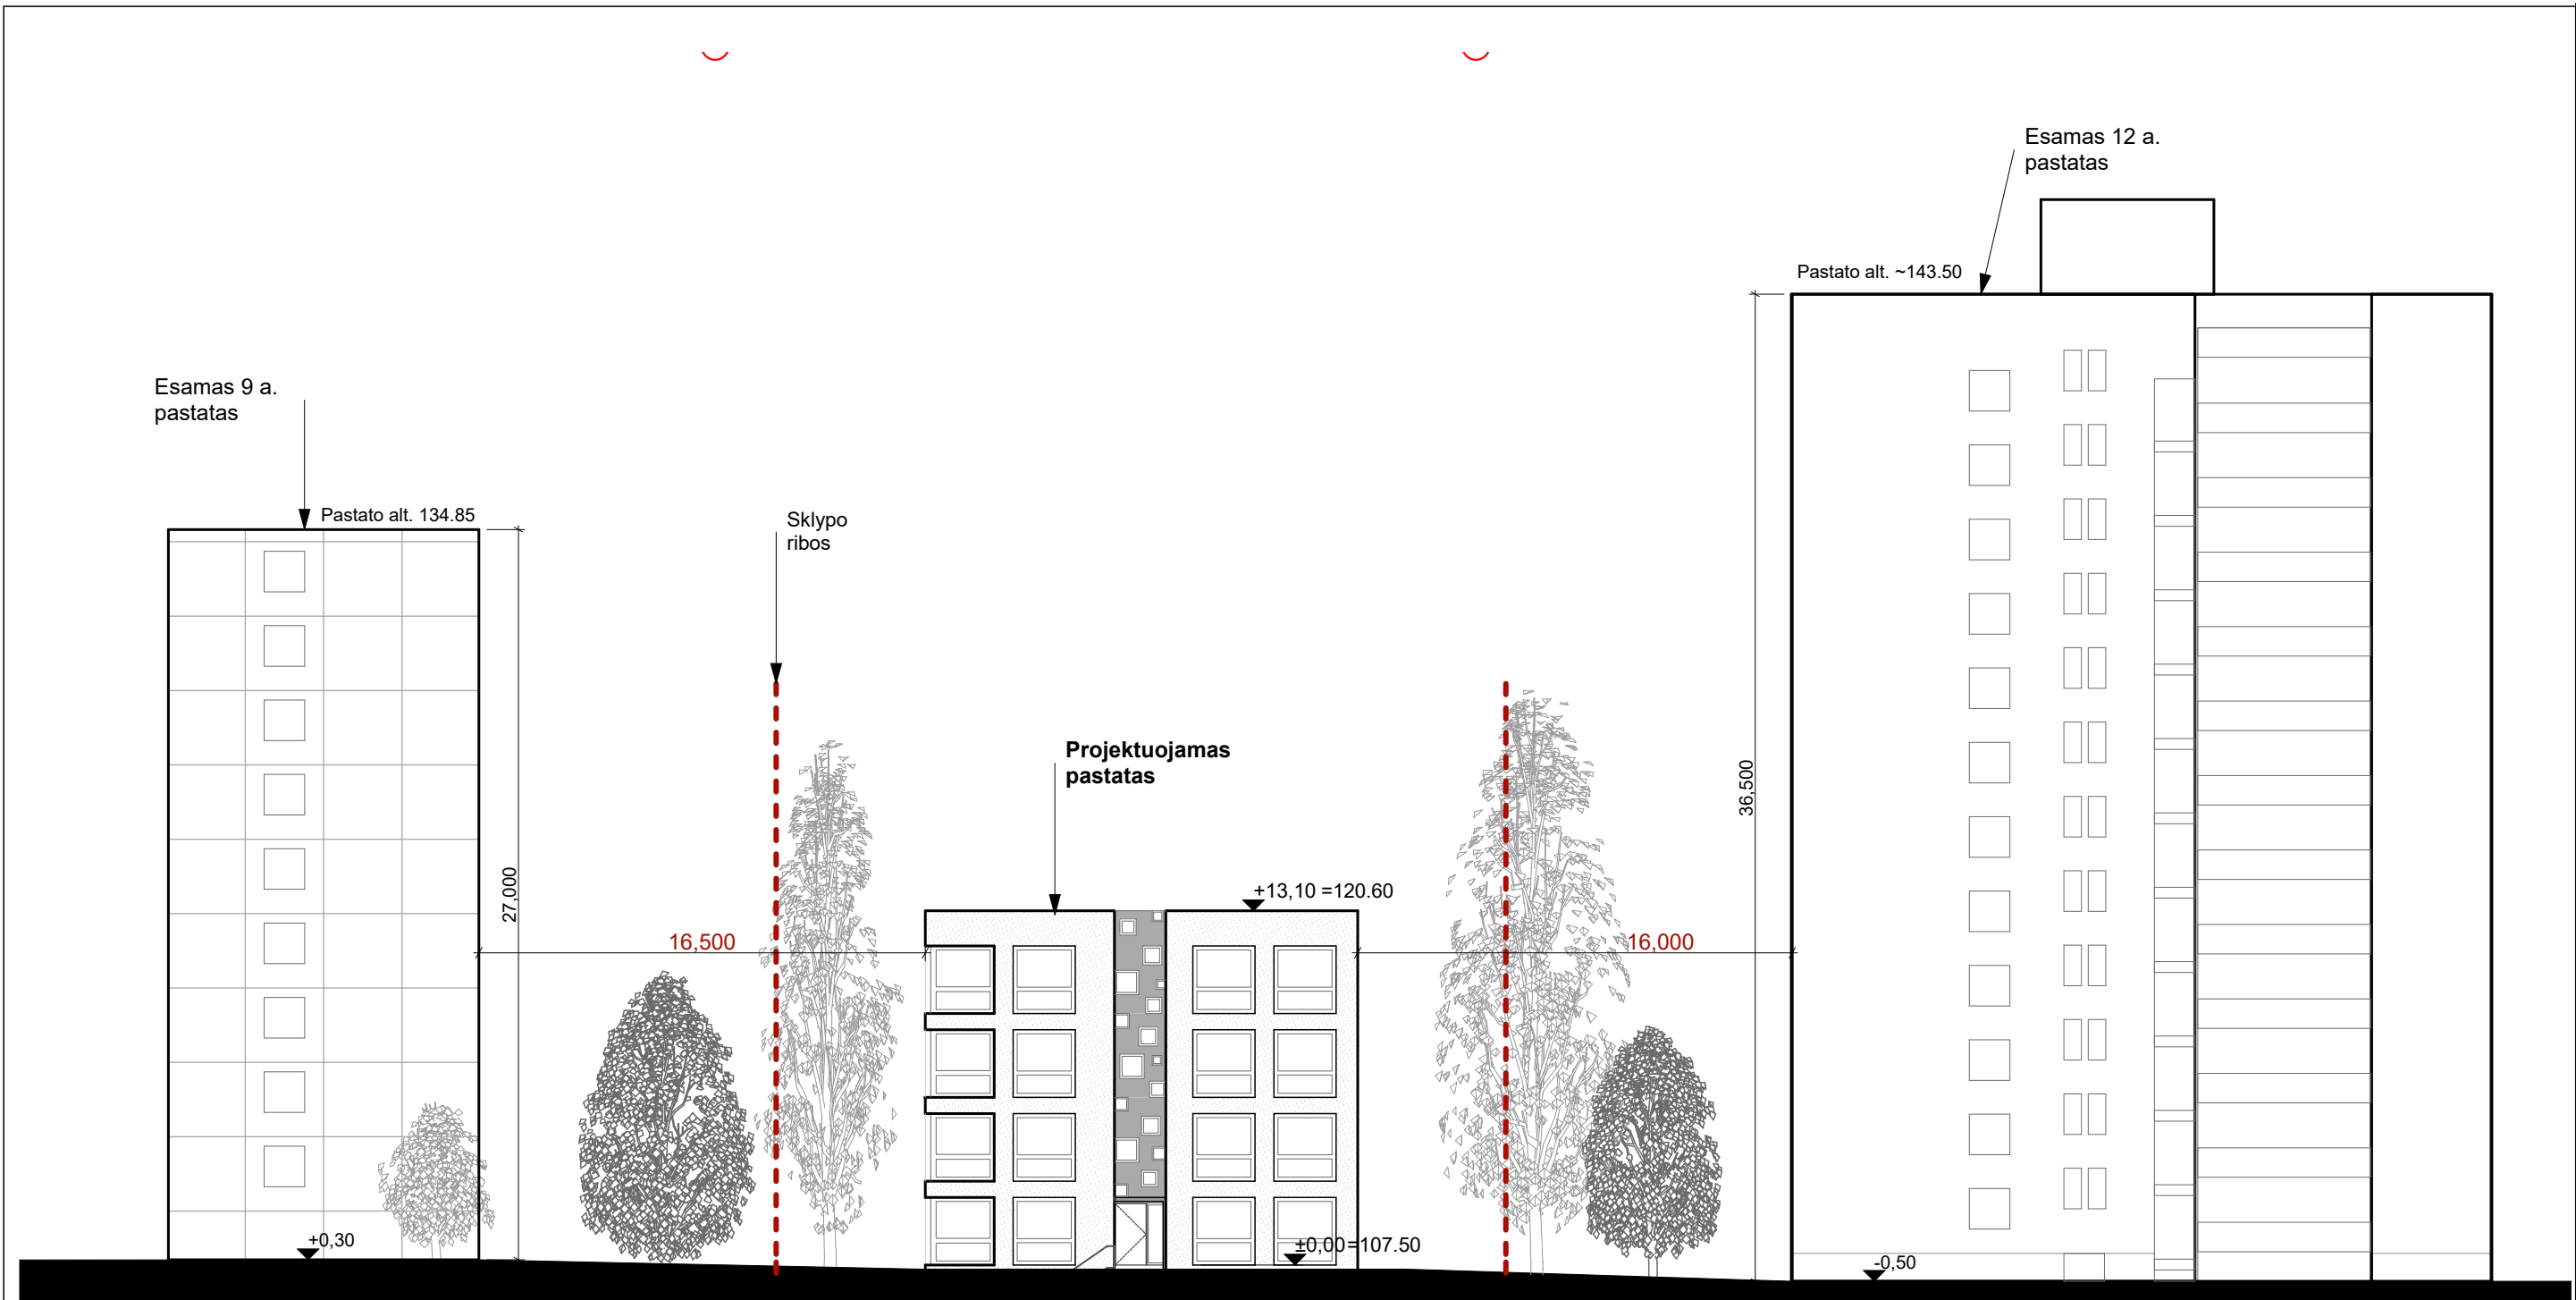 Esamas 12 a.
pastatas
Pastato alt. ~143.50
Esamas 9 a.
pastatas
Pastato alt. 134.85
Sklypo
ribos
Projektuojamas
pastatas
36,500
27,000
+13,10 =120.60
16,500
16,000
+0,30
±0,00=107.50
-0,50